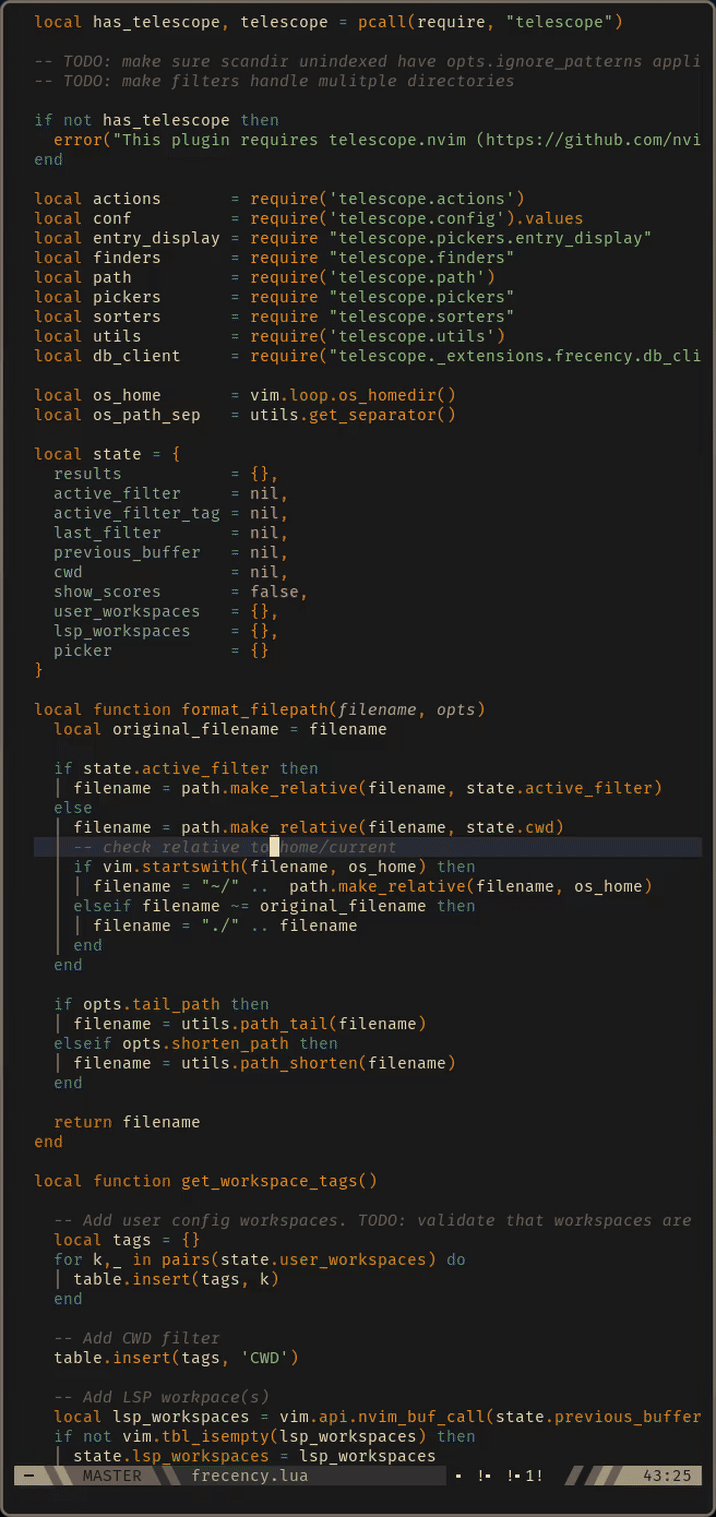 local has_telescope, telescope = pcall(require, "telescope")

-- TODO: make sure scandir unindexed have opts.ignore_patterns appli
-- TODO: make filters handle mulitple directories

if not has_telescope then
  error("This plugin requires telescope.nvim (https://github.com/nvi
end

local actions       = require('telescope.actions')
local conf          = require('telescope.config').values
local entry_display = require "telescope.pickers.entry_display"
local finders       = require "telescope.finders"
local path          = require('telescope.path')
local pickers       = require "telescope.pickers"
local sorters       = require "telescope.sorters"
local utils         = require('telescope.utils')
local db_client     = require("telescope._extensions.frecency.db_cli

local os_home       = vim.loop.os_homedir()
local os_path_sep   = utils.get_separator()

local state = {
  results           = {},
  active_filter     = nil,
  active_filter_tag = nil,
  last_filter       = nil,
  previous_buffer   = nil,
  cwd               = nil,
  show_scores       = false,
  user_workspaces   = {},
  lsp_workspaces    = {},
  picker            = {}
}

local function format_filepath(filename, opts)
  local original_filename = filename

  if state.active_filter then
  | filename = path.make_relative(filename, state.active_filter)
  else
  | filename = path.make_relative(filename, state.cwd)
  | -- check relative to home/current
  | if vim.startswith(filename, os_home) then
  | | filename = "~/" ..  path.make_relative(filename, os_home)
  | elseif filename ~= original_filename then
  | | filename = "./" .. filename
  | end
  end

  if opts.tail_path then
  | filename = utils.path_tail(filename)
  elseif opts.shorten_path then
  | filename = utils.path_shorten(filename)
  end

  return filename
end

local function get_workspace_tags()

  -- Add user config workspaces. TODO: validate that workspaces are
  local tags = {}
  for k,_ in pairs(state.user_workspaces) do
  | table.insert(tags, k)
  end

  -- Add CWD filter
  table.insert(tags, 'CWD')

  -- Add LSP workpace(s)
  local lsp_workspaces = vim.api.nvim_buf_call(state.previous_buffer
  if not vim.tbl_isempty(lsp_workspaces) then
  | state.lsp_workspaces = lsp_workspaces
— MASTER frecency.lua 1! 43:25